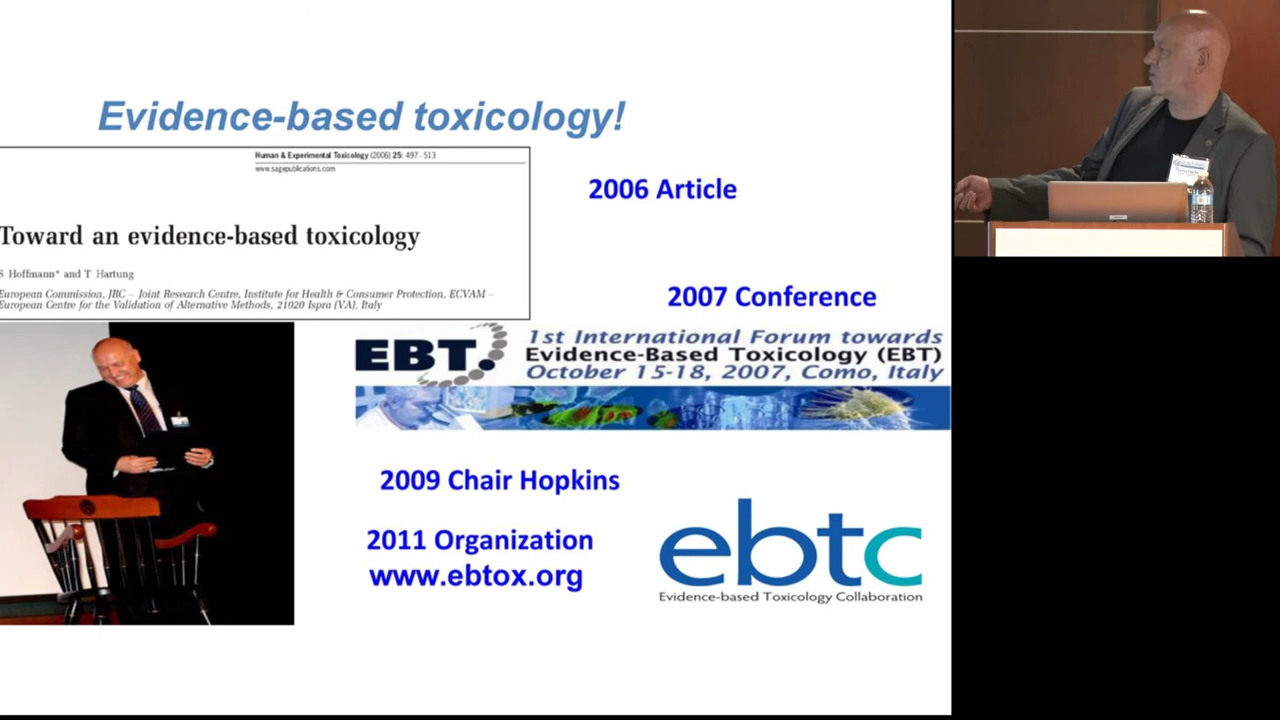 Evidence-based toxicology!
Human & Experimental Toxicology (2006) 25: 497–513
www.sagepublications.com
2006 Article
Toward an evidence-based toxicology
S Hoffmann* and T Hartung
European Commission, JRC – Joint Research Centre, Institute for Health & Consumer Protection, ECVAM –
European Centre for the Validation of Alternative Methods, 21020 Ispra (VA), Italy
2007 Conference
EBT.
1st International Forum towards
Evidence-Based Toxicology (EBT)
October 15-18, 2007, Como, Italy
2009 Chair Hopkins
2011 Organization
www.ebtox.org
ebtc
Evidence-based Toxicology Collaboration